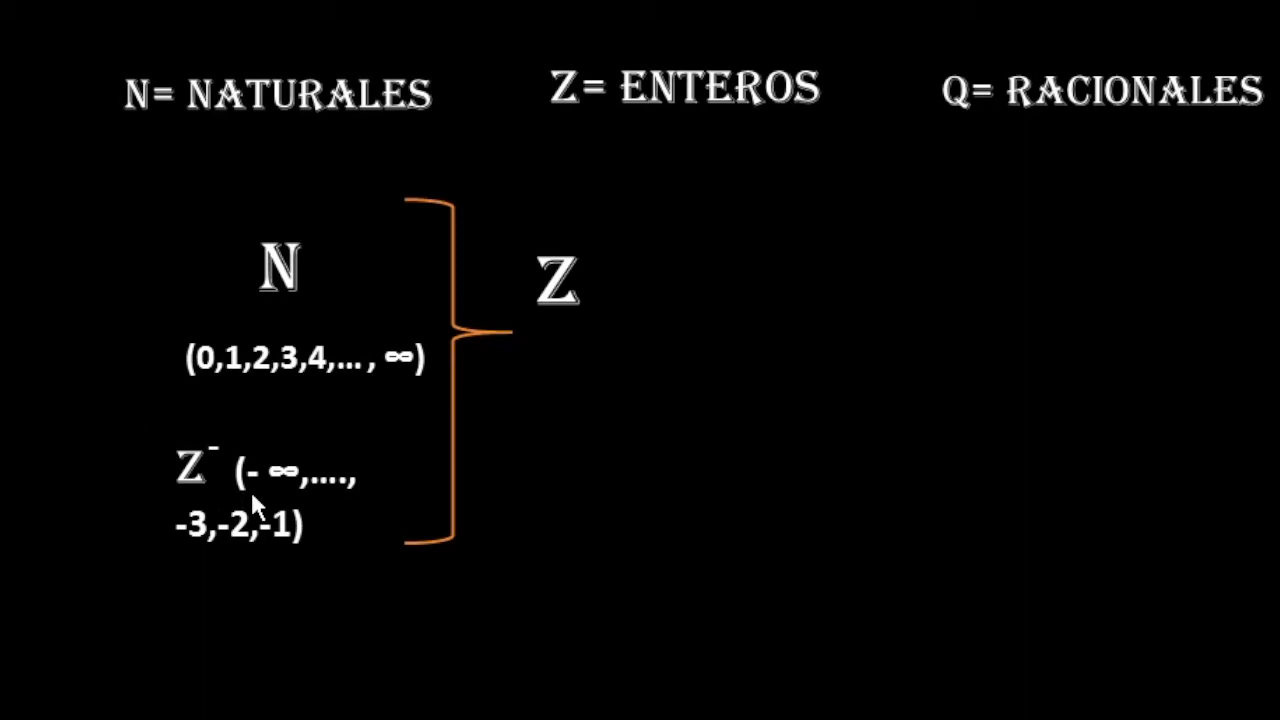 N= NATURALES
Z= ENTEROS
Q= RACIONALES
N
Z
(0,1,2,3,4,... , ∞)
Z- (- ∞,....,
-3,-2,-1)